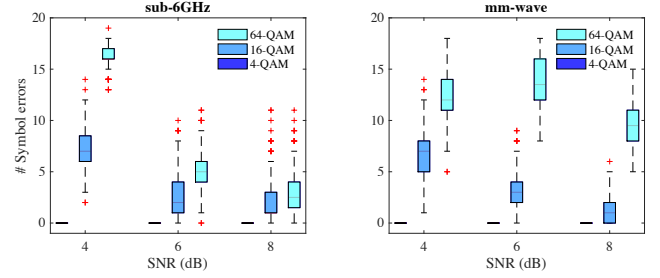 sub-6GHz
20
15
10
5
0
# Symbol errors
64-QAM
16-QAM
4-QAM
4
6
8
SNR (dB)
mm-wave
20
15
10
5
0
64-QAM
16-QAM
4-QAM
4
6
8
SNR (dB)